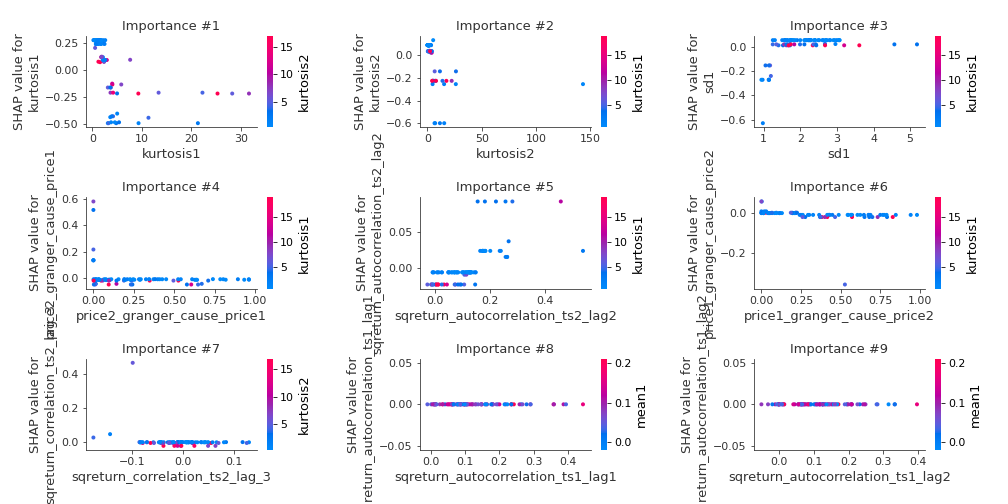 Importance #1
SHAP value for
kurtosis1
0.25
0.00
−0.25
−0.50
0
10
20
30
kurtosis1
15
10
5
kurtosis2
Importance #2
SHAP value for
kurtosis2
0.0
−0.2
−0.4
−0.6
0
50
100
150
kurtosis2
15
10
5
kurtosis1
Importance #3
SHAP value for
sd1
0.0
−0.2
−0.4
−0.6
1
2
3
4
5
sd1
15
10
5
kurtosis1
Importance #4
SHAP value for
price2_granger_cause_price1
0.6
0.4
0.2
0.0
0.00
0.25
0.50
0.75
1.00
price2_granger_cause_price1
15
10
5
kurtosis1
Importance #5
SHAP value for
sqreturn_autocorrelation_ts2_lag2
0.05
0.00
0.0
0.2
0.4
sqreturn_autocorrelation_ts2_lag2
15
10
5
kurtosis1
Importance #6
SHAP value for
price1_granger_cause_price2
0.0
−0.2
0.00
0.25
0.50
0.75
1.00
price1_granger_cause_price2
15
10
5
kurtosis1
Importance #7
SHAP value for
sqreturn_correlation_ts2_lag_3
0.4
0.2
0.0
−0.1
0.0
0.1
sqreturn_correlation_ts2_lag_3
15
10
5
kurtosis2
Importance #8
SHAP value for
sqreturn_autocorrelation_ts1_lag1
0.05
0.00
−0.05
0.0
0.1
0.2
0.3
0.4
sqreturn_autocorrelation_ts1_lag1
0.2
0.1
0.0
mean1
Importance #9
SHAP value for
sqreturn_autocorrelation_ts1_lag2
0.05
0.00
−0.05
0.0
0.1
0.2
0.3
0.4
sqreturn_autocorrelation_ts1_lag2
0.2
0.1
0.0
mean1